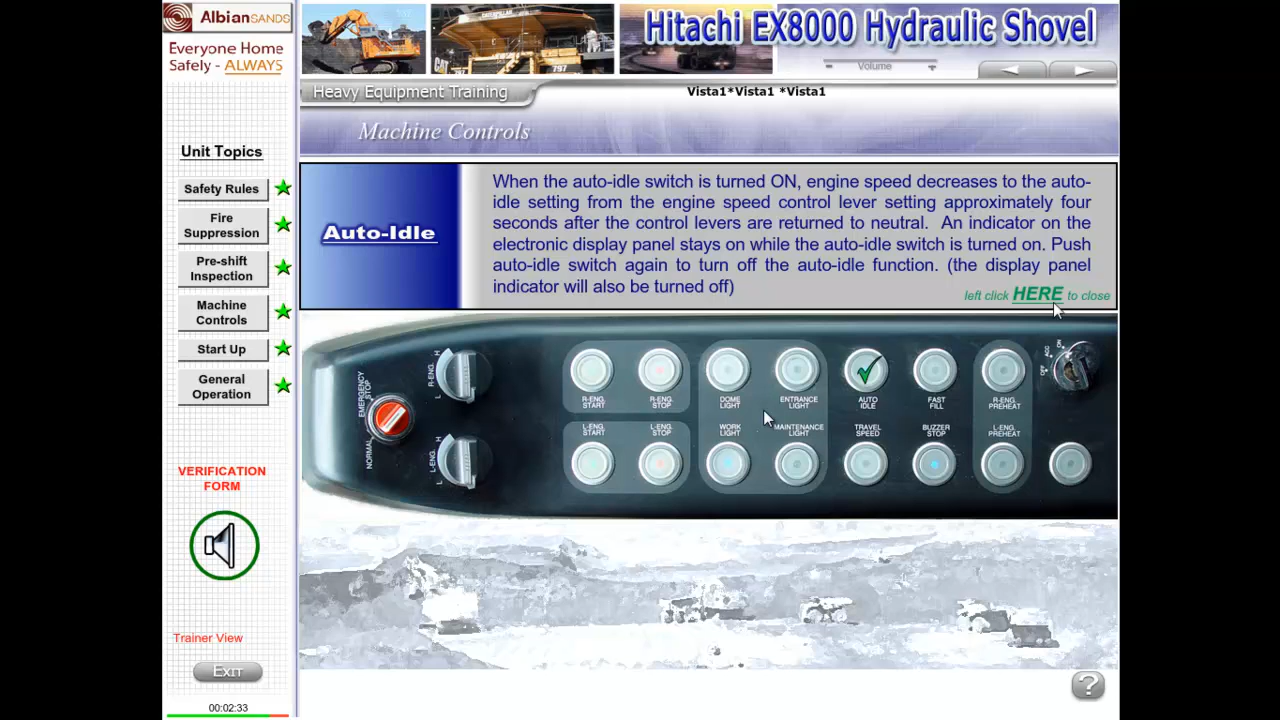 Albian SANDS
Everyone Home
Safely - ALWAYS
CATERPILLAR
CAT
797
Hitachi EX8000 Hydraulic Shovel
Volume
Heavy Equipment Training
Vista1*Vista1 *Vista1
Machine Controls
Unit Topics
Safety Rules
Fire
Suppression
Pre-shift
Inspection
Machine
Controls
Start Up
General
Operation
VERIFICATION
FORM
Trainer View
EXIT
00:02:33
Auto-Idle
When the auto-idle switch is turned ON, engine speed decreases to the auto-
idle setting from the engine speed control lever setting approximately four
seconds after the control levers are returned to neutral. An indicator on the
electronic display panel stays on while the auto-idle switch is turned on. Push
auto-idle switch again to turn off the auto-idle function. (the display panel
indicator will also be turned off)
left click HERE to close
EMERGENCY
STOP
NORMAL
R-ENG.
H
L
L-ENG.
H
L
R-ENG.
START
R-ENG.
STOP
DOME
LIGHT
ENTRANCE
LIGHT
AUTO
IDLE
FAST
FILL
R-ENG.
PREHEAT
OFF
ACC
ON
L-ENG.
START
L-ENG.
STOP
WORK
LIGHT
MAINTENANCE
LIGHT
TRAVEL
SPEED
BUZZER
STOP
L-ENG.
PREHEAT
?